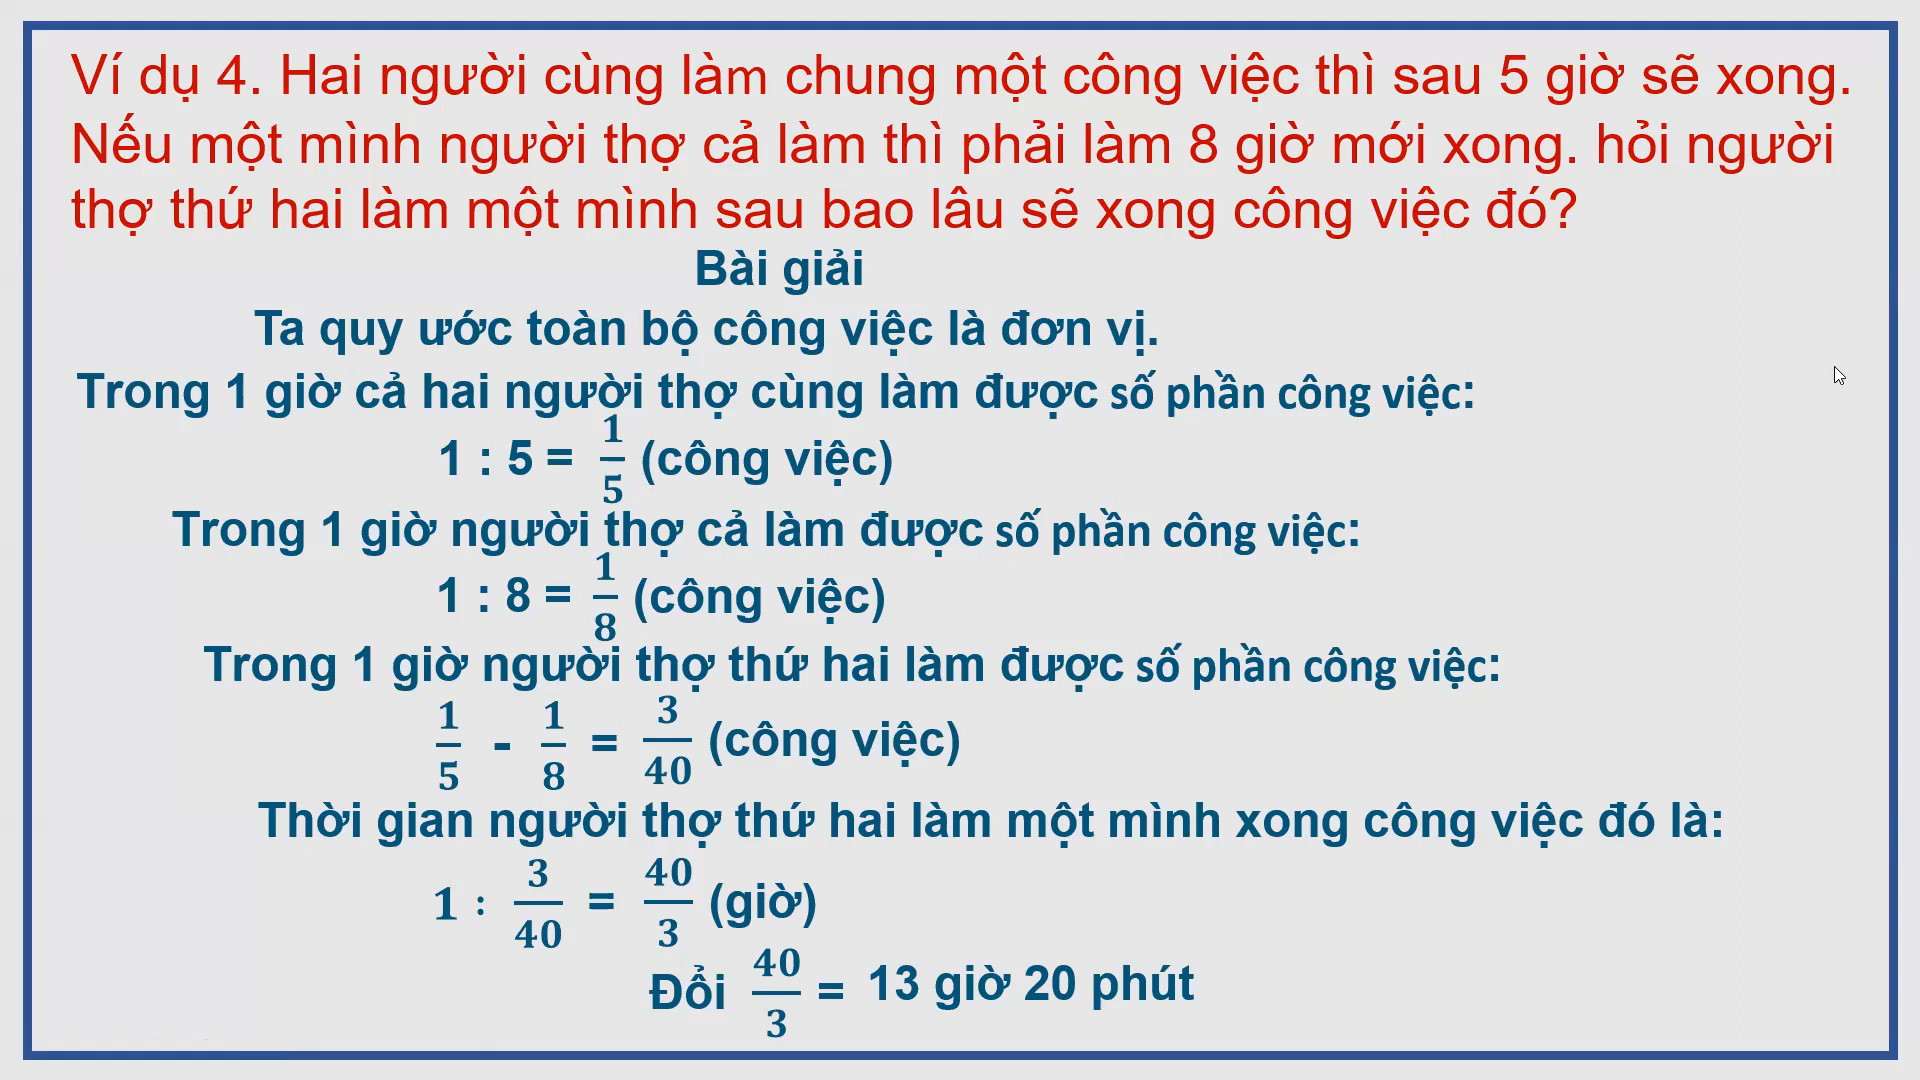 Ví dụ 4. Hai người cùng làm chung một công việc thì sau 5 giờ sẽ xong.
Nếu một mình người thợ cả làm thì phải làm 8 giờ mới xong. hỏi người
thợ thứ hai làm một mình sau bao lâu sẽ xong công việc đó?
Bài giải
Ta quy ước toàn bộ công việc là đơn vị.
Trong 1 giờ cả hai người thợ cùng làm được số phần công việc:
1 : 5 = 1/5 (công việc)
Trong 1 giờ người thợ cả làm được số phần công việc:
1 : 8 = 1/8 (công việc)
Trong 1 giờ người thợ thứ hai làm được số phần công việc:
1/5 - 1/8 = 3/40 (công việc)
Thời gian người thợ thứ hai làm một mình xong công việc đó là:
1 : 3/40 = 40/3 (giờ)
Đổi 40/3 = 13 giờ 20 phút